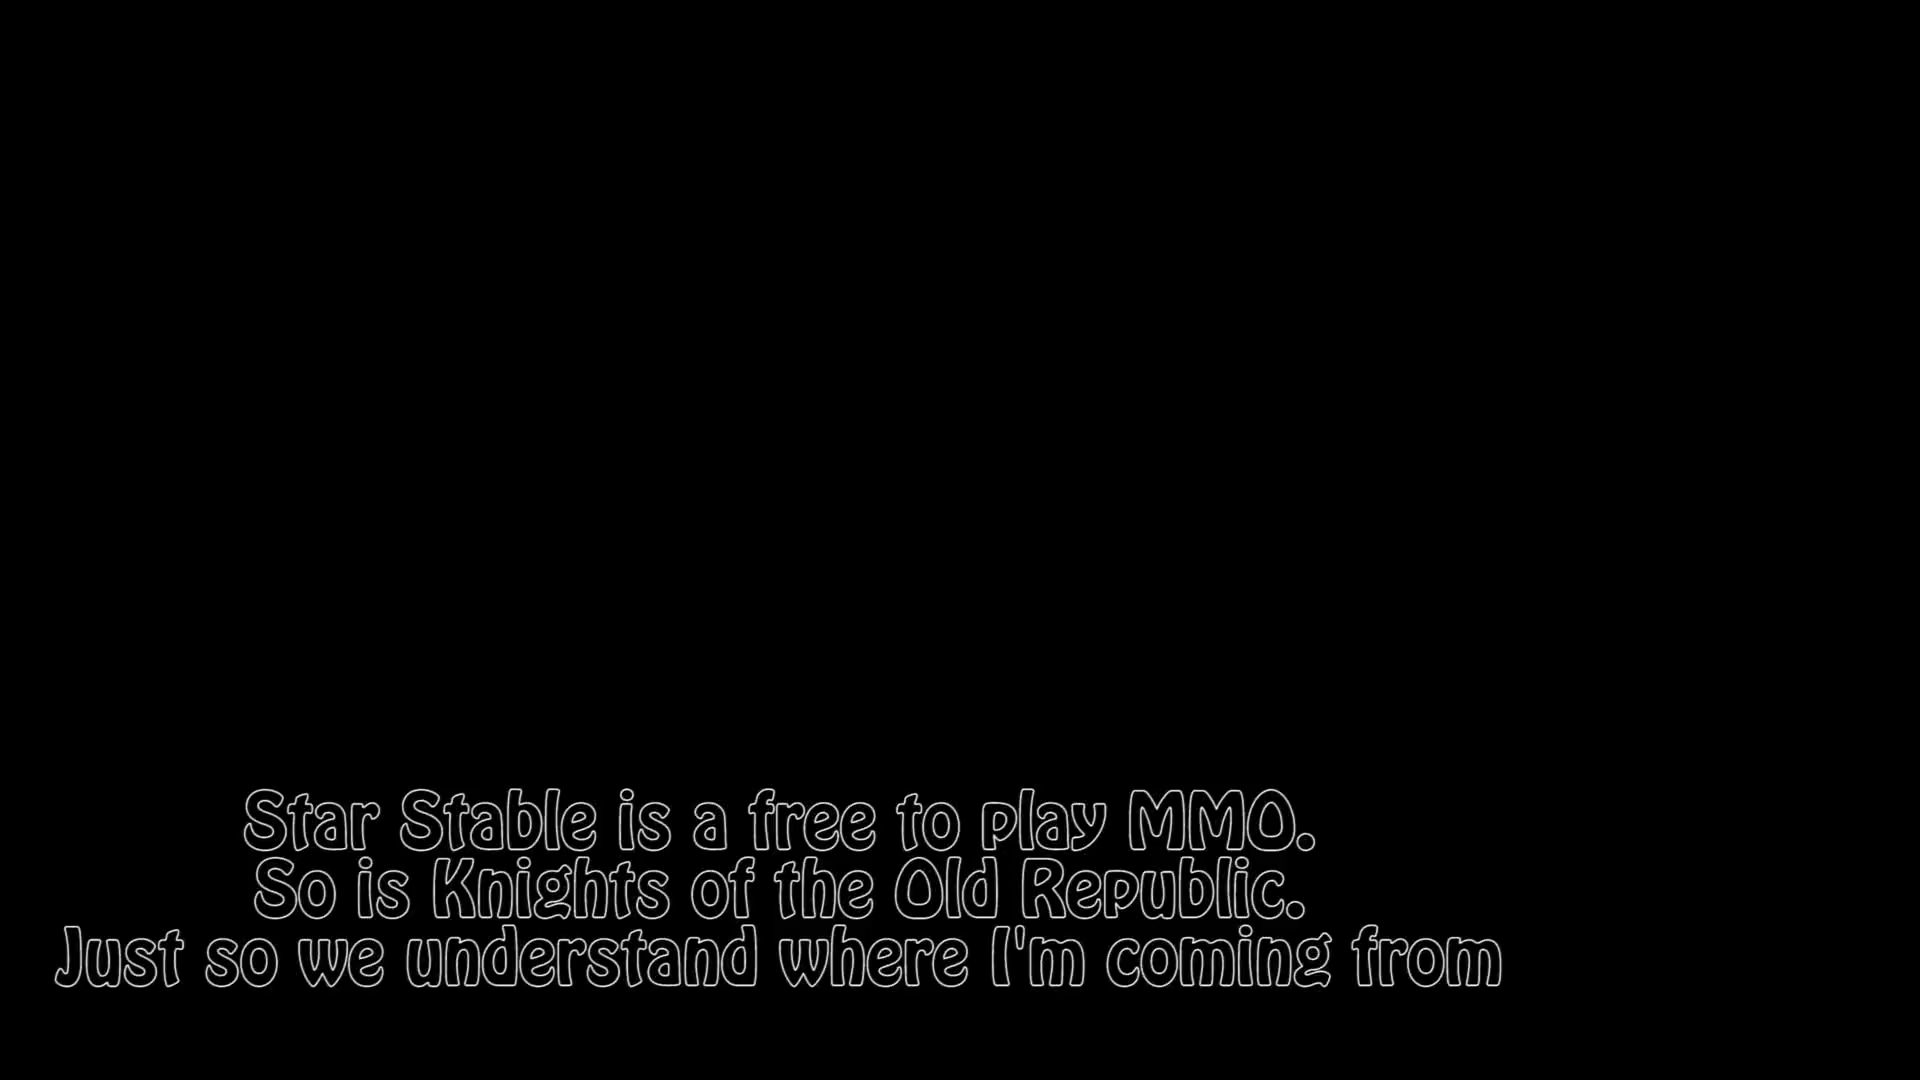 Star Stable is a free to play MMO.
So is Knights of the Old Republic.
Just so we understand where I'm coming from